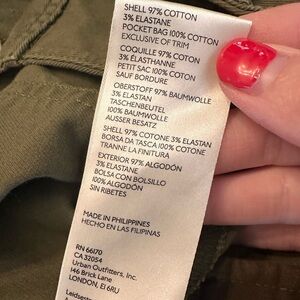 SHELL 97% COTTON
3% ELASTANE
POCKET BAG 100% COTTON
EXCLUSIVE OF TRIM
COQUILLE 97% COTON
3% ÉLASTHANNE
PETIT SAC 100% COTON
SAUF BORDURE
OBERSTOFF 97% BAUMWOLLE
3% ELASTAN
TASCHENBEUTEL
100% BAUMWOLLE
AUSSER BESATZ
SHELL 97% COTONE 3% ELASTAN
BORSA DA TASCA 100% COTONE
TRANNE LA FINITURA
EXTERIOR 97% ALGODÓN
3% ELASTANE
BOLSA CON BOLSILLO
100% ALGODÓN
SIN RIBETES
MADE IN PHILIPPINES
HECHO EN LAS FILIPINAS
RN 66170
CA 32054
Urban Outfitters, Inc.
146 Brick Lane
LONDON, E1 6RU